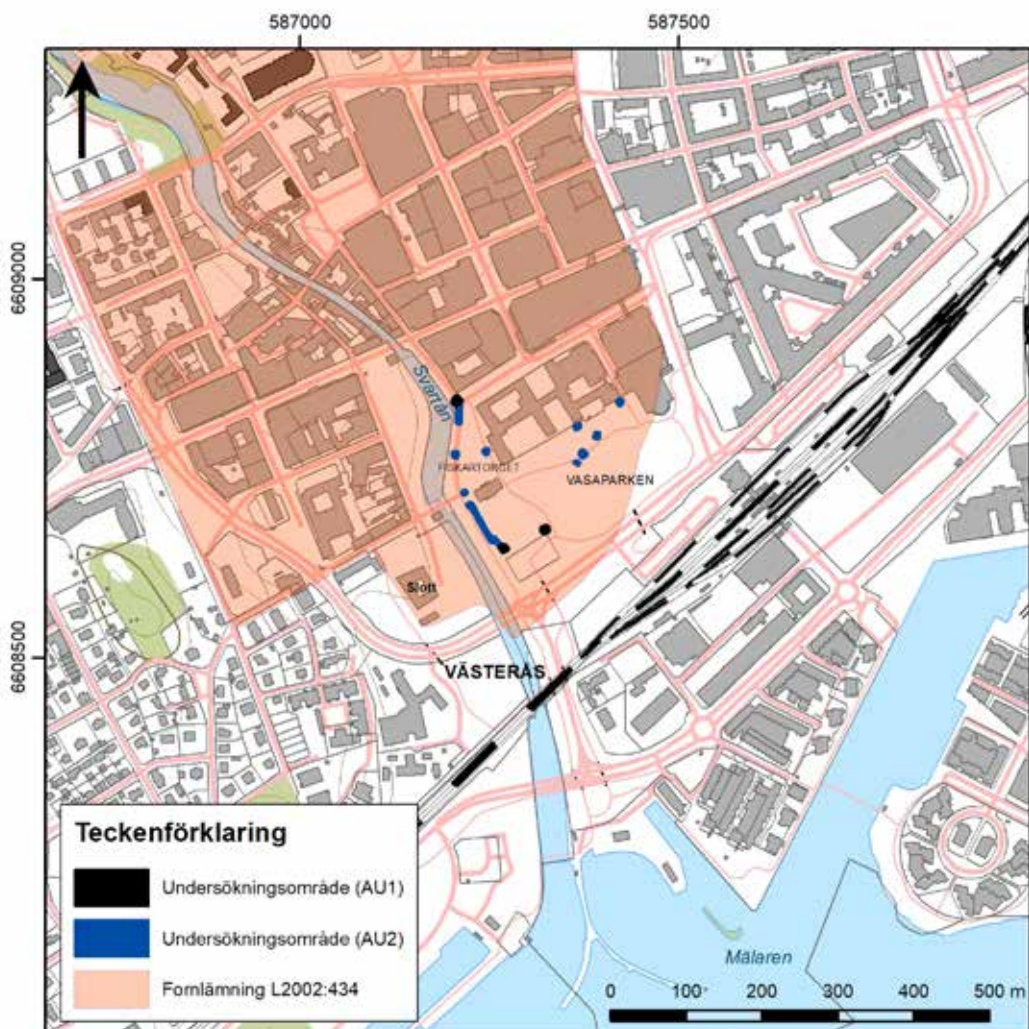 587000
587500
6609000
Svartån
FISKARTORGET
VASAPARKEN
Slott
6608500
VÄSTERÅS
Teckenförklaring
Undersökningsområde (AU1)
Undersökningsområde (AU2)
Fornlämning L2002:434
Mälaren
0 100 200 300 400 500 m